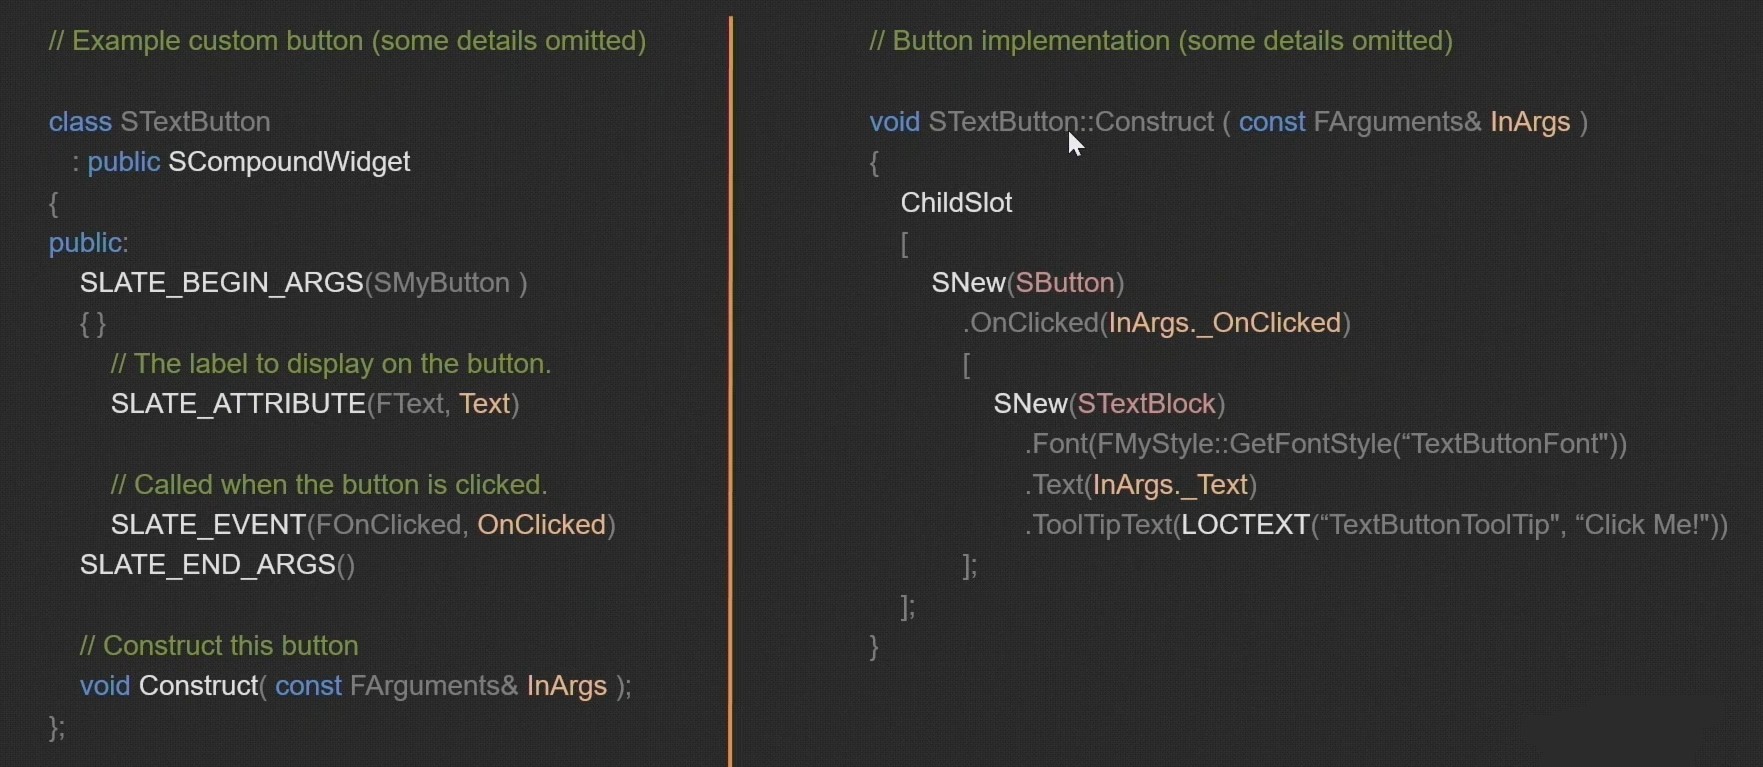 // Example custom button (some details omitted)
class STextButton
: public SCompoundWidget
{
public:
SLATE_BEGIN_ARGS(SMyButton )
{ }
// The label to display on the button.
SLATE_ATTRIBUTE(FText, Text)
// Called when the button is clicked.
SLATE_EVENT(FOnClicked, OnClicked)
SLATE_END_ARGS()
// Construct this button
void Construct( const FArguments& InArgs );
};
// Button implementation (some details omitted)
void STextButton::Construct ( const FArguments& InArgs )
{
ChildSlot
[
SNew(SButton)
.OnClicked(InArgs._OnClicked)
[
SNew(STextBlock)
.Font(FMyStyle::GetFontStyle(“TextButtonFont"))
.Text(InArgs._Text)
.ToolTipText(LOCTEXT(“TextButtonToolTip", “Click Me!"))
];
];
}